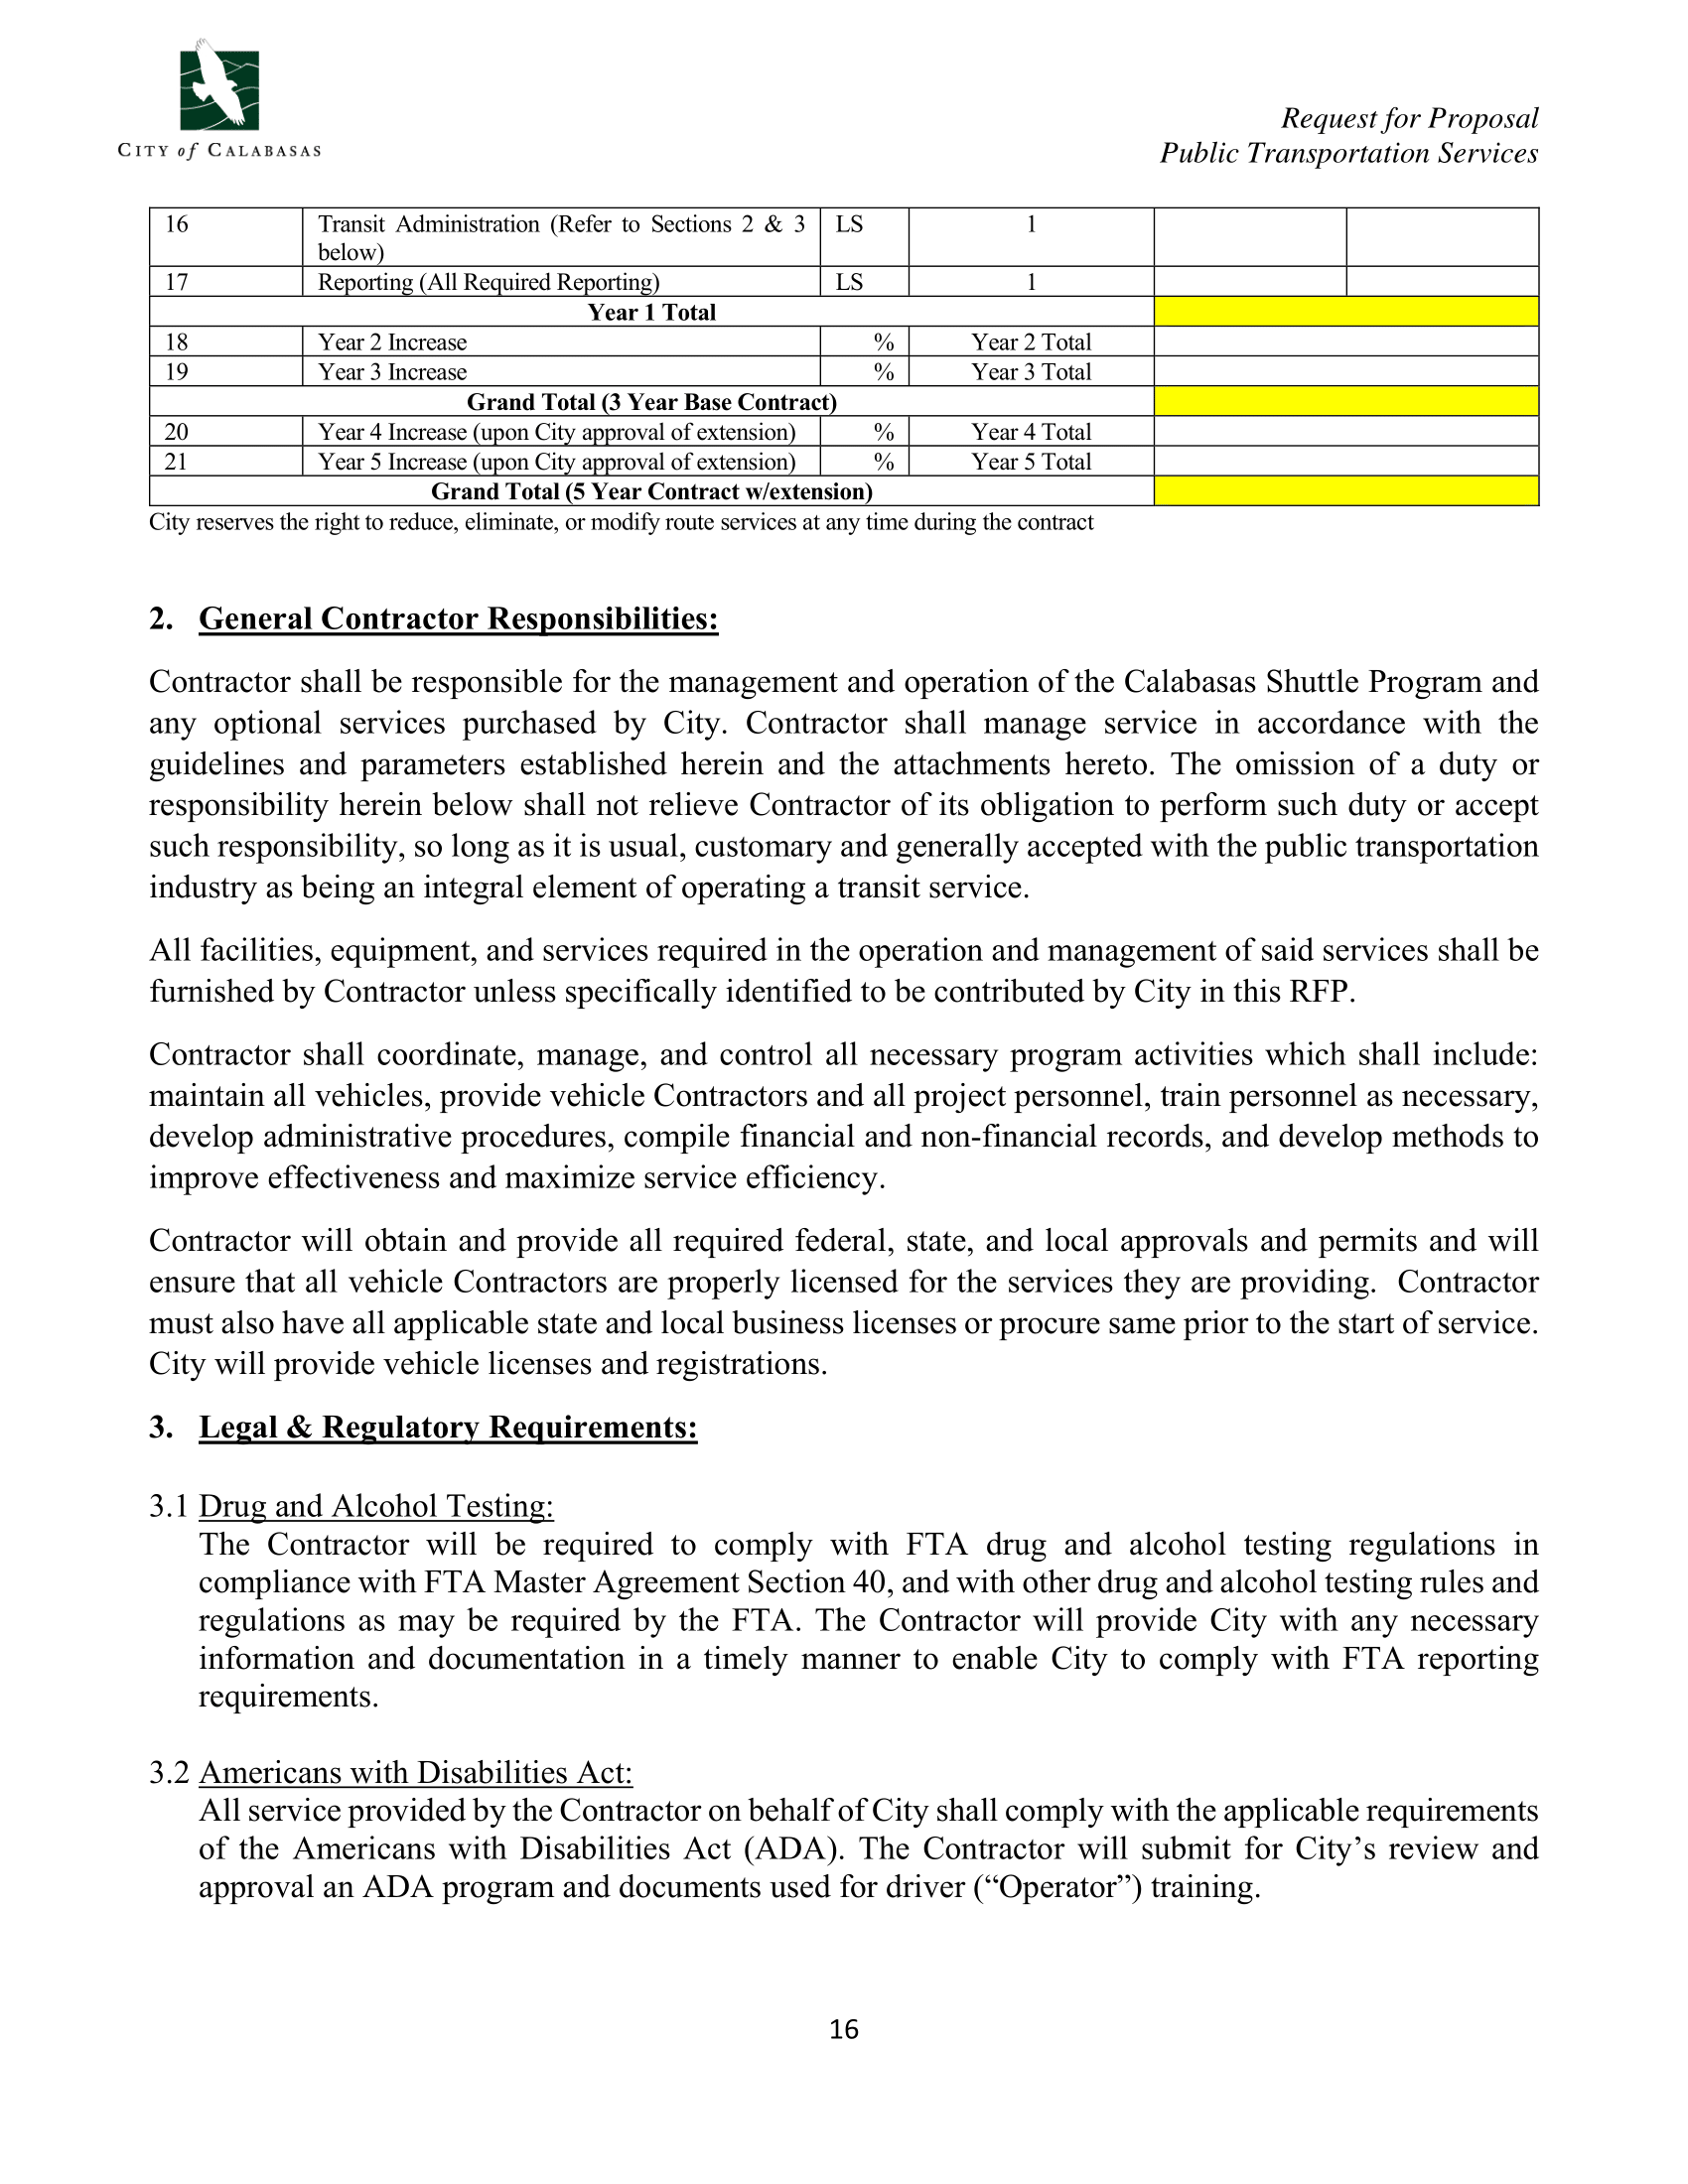 CITY of CALABASAS
Request for Proposal
Public Transportation Services
16 Transit Administration (Refer to Sections 2 & 3 below) LS 1
17 Reporting (All Required Reporting) LS 1
Year 1 Total
18 Year 2 Increase % Year 2 Total
19 Year 3 Increase % Year 3 Total
Grand Total (3 Year Base Contract)
20 Year 4 Increase (upon City approval of extension) % Year 4 Total
21 Year 5 Increase (upon City approval of extension) % Year 5 Total
Grand Total (5 Year Contract w/extension)
City reserves the right to reduce, eliminate, or modify route services at any time during the contract
2. General Contractor Responsibilities:
Contractor shall be responsible for the management and operation of the Calabasas Shuttle Program and
any optional services purchased by City. Contractor shall manage service in accordance with the
guidelines and parameters established herein and the attachments hereto. The omission of a duty or
responsibility herein below shall not relieve Contractor of its obligation to perform such duty or accept
such responsibility, so long as it is usual, customary and generally accepted with the public transportation
industry as being an integral element of operating a transit service.
All facilities, equipment, and services required in the operation and management of said services shall be
furnished by Contractor unless specifically identified to be contributed by City in this RFP.
Contractor shall coordinate, manage, and control all necessary program activities which shall include:
maintain all vehicles, provide vehicle Contractors and all project personnel, train personnel as necessary,
develop administrative procedures, compile financial and non-financial records, and develop methods to
improve effectiveness and maximize service efficiency.
Contractor will obtain and provide all required federal, state, and local approvals and permits and will
ensure that all vehicle Contractors are properly licensed for the services they are providing. Contractor
must also have all applicable state and local business licenses or procure same prior to the start of service.
City will provide vehicle licenses and registrations.
3. Legal & Regulatory Requirements:
3.1 Drug and Alcohol Testing:
The Contractor will be required to comply with FTA drug and alcohol testing regulations in
compliance with FTA Master Agreement Section 40, and with other drug and alcohol testing rules and
regulations as may be required by the FTA. The Contractor will provide City with any necessary
information and documentation in a timely manner to enable City to comply with FTA reporting
requirements.
3.2 Americans with Disabilities Act:
All service provided by the Contractor on behalf of City shall comply with the applicable requirements
of the Americans with Disabilities Act (ADA). The Contractor will submit for City’s review and
approval an ADA program and documents used for driver (“Operator”) training.
16